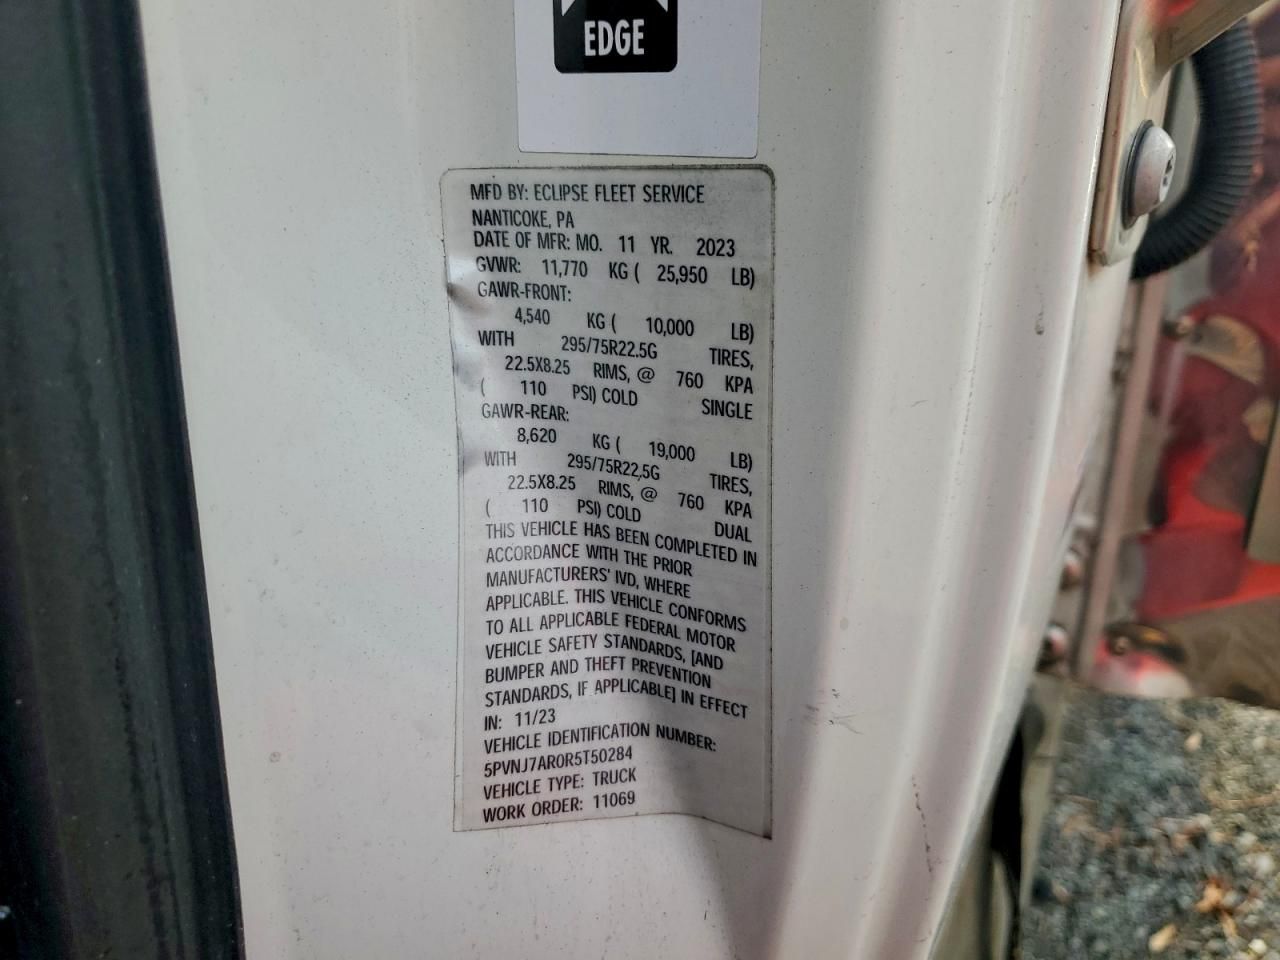 EDGE
MFD BY: ECLIPSE FLEET SERVICE
NANTICOKE, PA
DATE OF MFR: MO. 11 YR. 2023
GVWR: 11,770 KG ( 25,950 LB)
GAWR-FRONT:
4,540 KG ( 10,000 LB)
WITH 295/75R22.5G TIRES,
22.5X8.25 RIMS, @ 760 KPA
( 110 PSI) COLD SINGLE
GAWR-REAR:
8,620 KG ( 19,000 LB)
WITH 295/75R22.5G TIRES,
22.5X8.25 RIMS, @ 760 KPA
( 110 PSI) COLD DUAL
THIS VEHICLE HAS BEEN COMPLETED IN
ACCORDANCE WITH THE PRIOR
MANUFACTURERS' IVD, WHERE
APPLICABLE. THIS VEHICLE CONFORMS
TO ALL APPLICABLE FEDERAL MOTOR
VEHICLE SAFETY STANDARDS, [AND
BUMPER AND THEFT PREVENTION
STANDARDS, IF APPLICABLE] IN EFFECT
IN: 11/23
VEHICLE IDENTIFICATION NUMBER:
5PVNJ7AR0R5T50284
VEHICLE TYPE: TRUCK
WORK ORDER: 11069